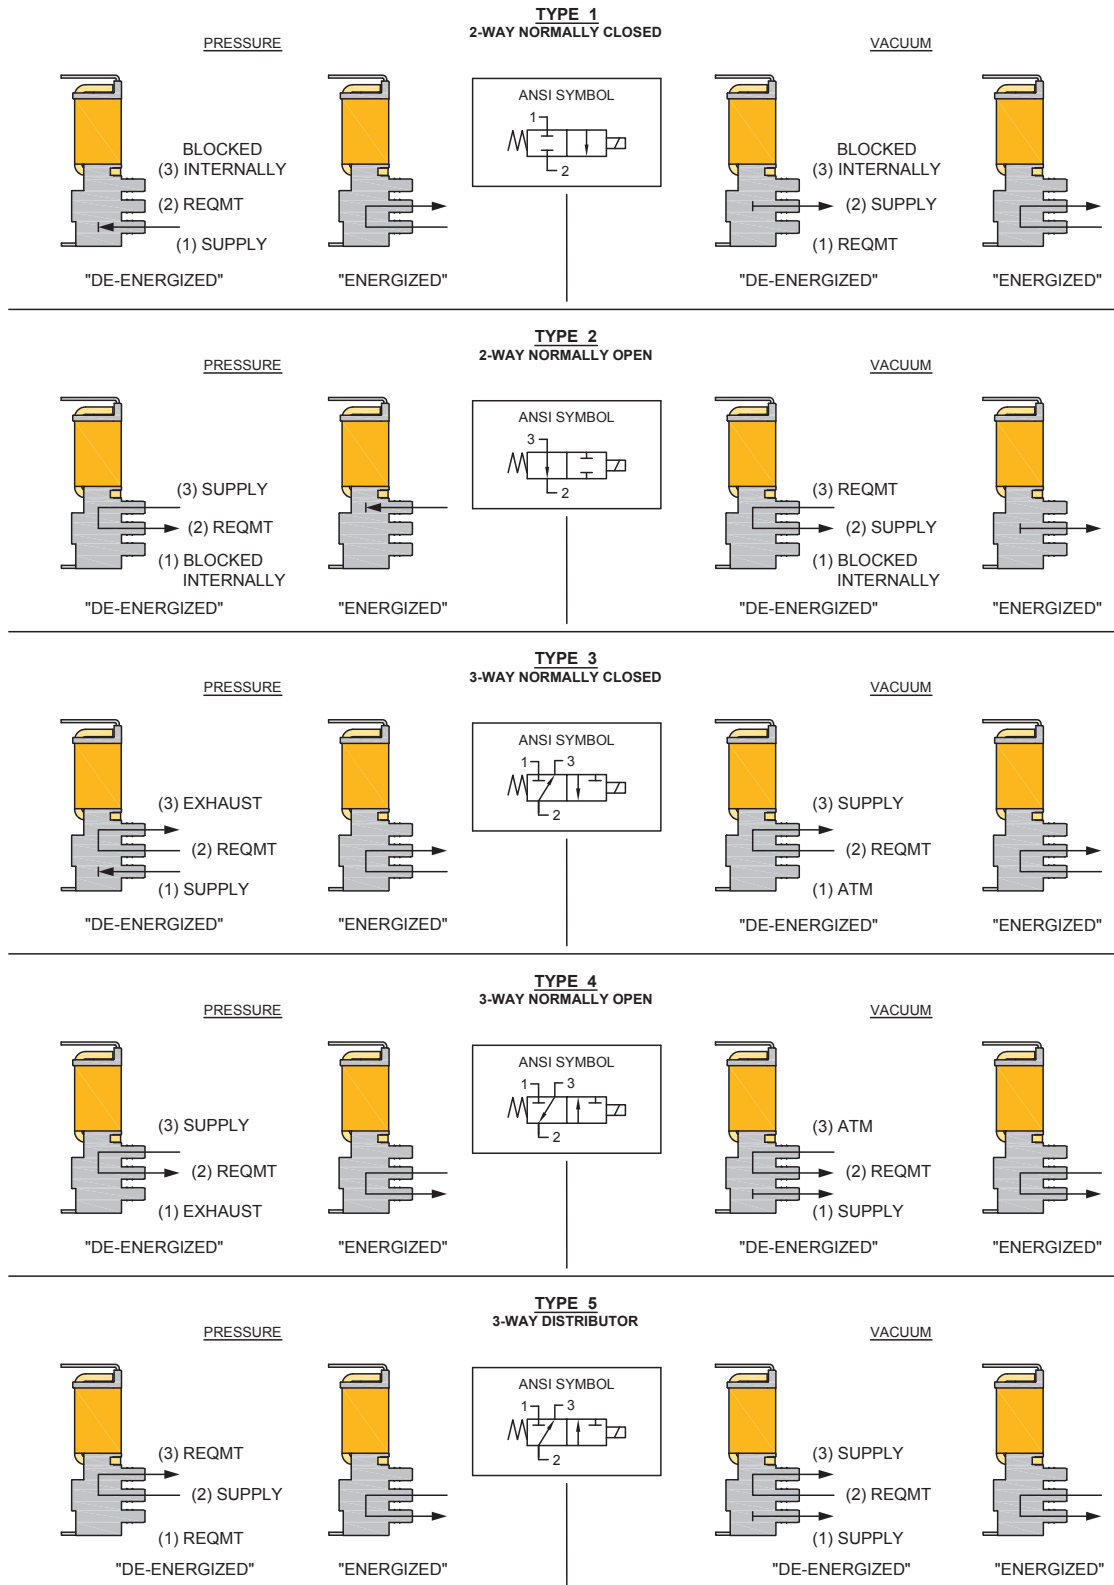 TYPE 1
2-WAY NORMALLY CLOSED
PRESSURE
VACUUM
ANSI SYMBOL
1
2
BLOCKED
(3) INTERNALLY
(2) REQMT
(1) SUPPLY
BLOCKED
(3) INTERNALLY
(2) SUPPLY
(1) REQMT
"DE-ENERGIZED"
"ENERGIZED"
"DE-ENERGIZED"
"ENERGIZED"
TYPE 2
2-WAY NORMALLY OPEN
PRESSURE
VACUUM
ANSI SYMBOL
3
2
(3) SUPPLY
(2) REQMT
(1) BLOCKED
INTERNALLY
(3) REQMT
(2) SUPPLY
(1) BLOCKED
INTERNALLY
"DE-ENERGIZED"
"ENERGIZED"
"DE-ENERGIZED"
"ENERGIZED"
TYPE 3
3-WAY NORMALLY CLOSED
PRESSURE
VACUUM
ANSI SYMBOL
1 3
2
(3) EXHAUST
(2) REQMT
(1) SUPPLY
(3) SUPPLY
(2) REQMT
(1) ATM
"DE-ENERGIZED"
"ENERGIZED"
"DE-ENERGIZED"
"ENERGIZED"
TYPE 4
3-WAY NORMALLY OPEN
PRESSURE
VACUUM
ANSI SYMBOL
1 3
2
(3) SUPPLY
(2) REQMT
(1) EXHAUST
(3) ATM
(2) REQMT
(1) SUPPLY
"DE-ENERGIZED"
"ENERGIZED"
"DE-ENERGIZED"
"ENERGIZED"
TYPE 5
3-WAY DISTRIBUTOR
PRESSURE
VACUUM
ANSI SYMBOL
1 3
2
(3) REQMT
(2) SUPPLY
(1) REQMT
(3) SUPPLY
(2) REQMT
(1) SUPPLY
"DE-ENERGIZED"
"ENERGIZED"
"DE-ENERGIZED"
"ENERGIZED"